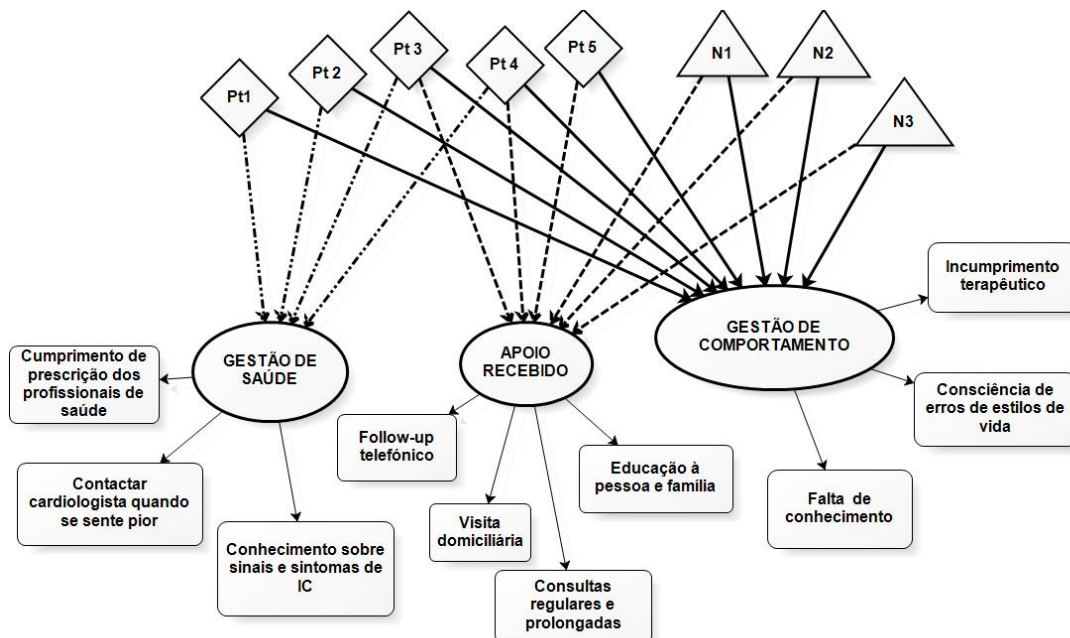 Pt1
Pt 2
Pt 3
Pt 4
Pt 5
N1
N2
N3
GESTÃO DE
SAÚDE
APOIO
RECEBIDO
GESTÃO DE
COMPORTAMENTO
Cumprimento de
prescrição dos
profissionais de
saúde
Contactar
cardiologista quando
se sente pior
Conhecimento sobre
sinais e sintomas de
IC
Follow-up
telefónico
Visita
domiciliária
Consultas
regulares e
prolongadas
Educação à
pessoa e família
Incumprimento
terapêutico
Consciência de
erros de estilos de
vida
Falta de
conhecimento